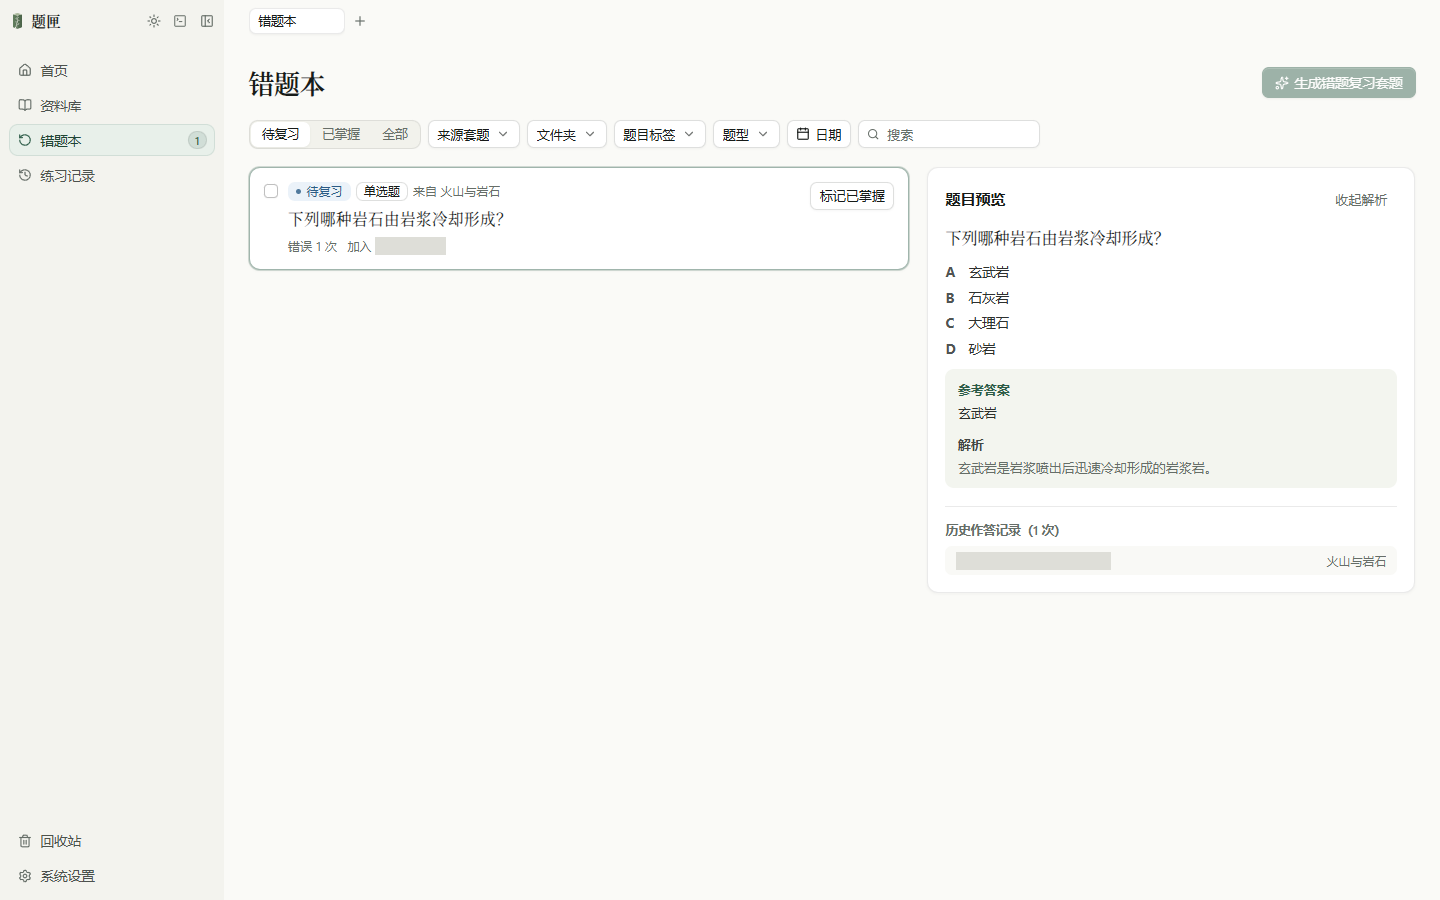 题匣
首页
资料库
错题本 1
练习记录
回收站
系统设置
错题本
错题本
生成错题复习套题
待复习 已掌握 全部 来源套题 文件夹 题目标签 题型 日期 搜索
待复习 单选题 来自 火山与岩石
标记已掌握
下列哪种岩石由岩浆冷却形成?
错误 1 次 加入
题目预览 收起解析
下列哪种岩石由岩浆冷却形成?
A 玄武岩
B 石灰岩
C 大理石
D 砂岩
参考答案
玄武岩
解析
玄武岩是岩浆喷出后迅速冷却形成的岩浆岩。
历史作答记录(1 次)
火山与岩石